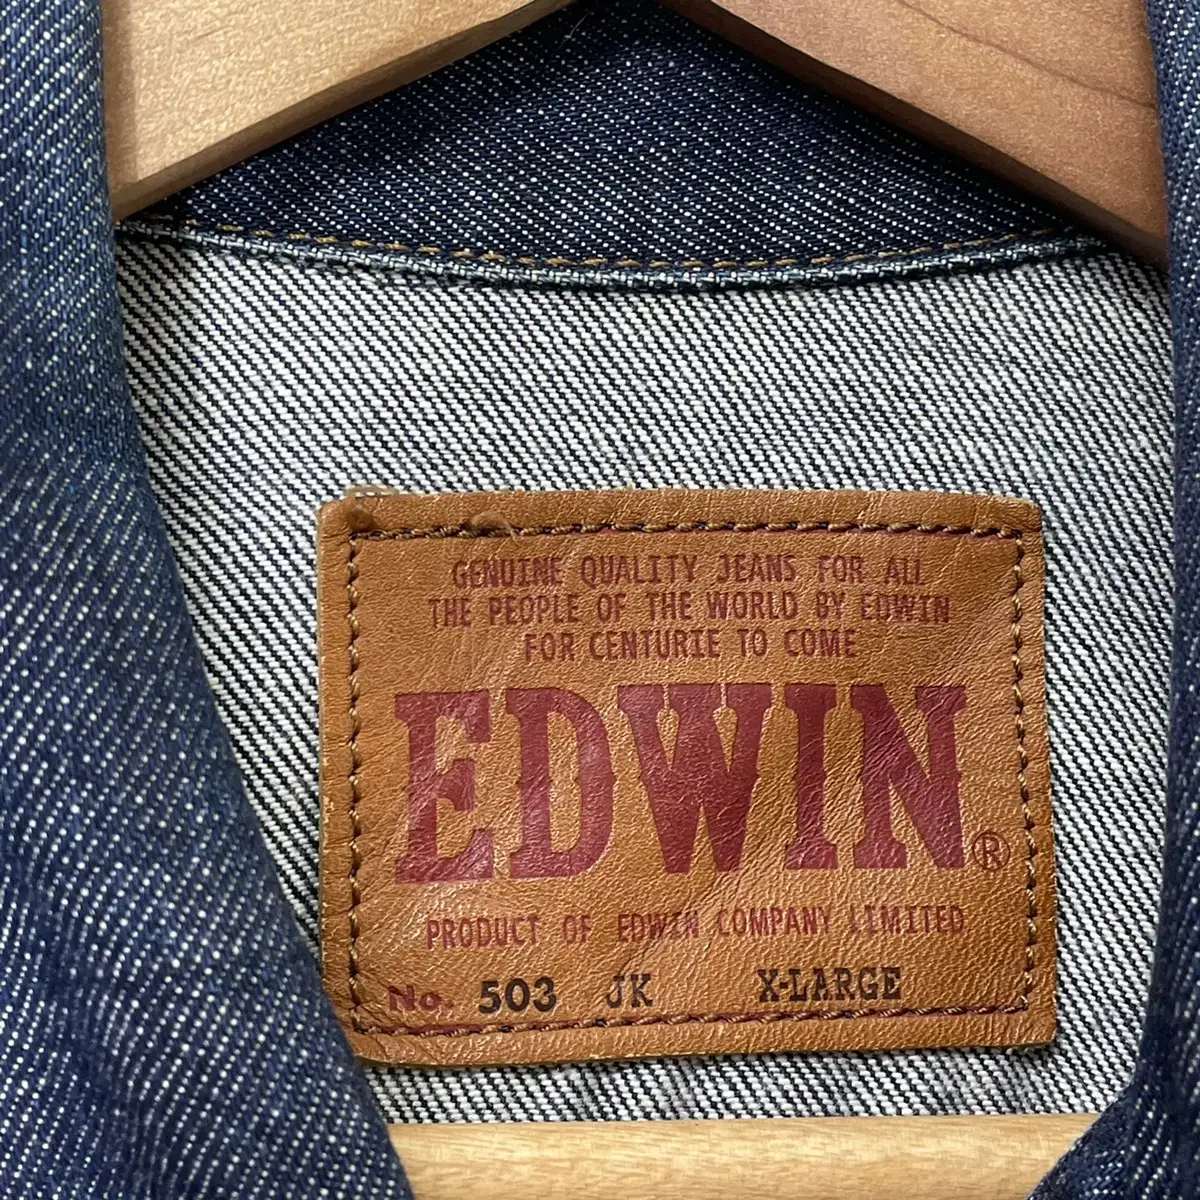 GENUINE QUALITY JEANS FOR ALL
THE PEOPLE OF THE WORLD BY EDWIN
FOR CENTURIE TO COME
EDWIN®
PRODUCT OF EDWIN COMPANY LIMITED
No. 503 JK X-LARGE